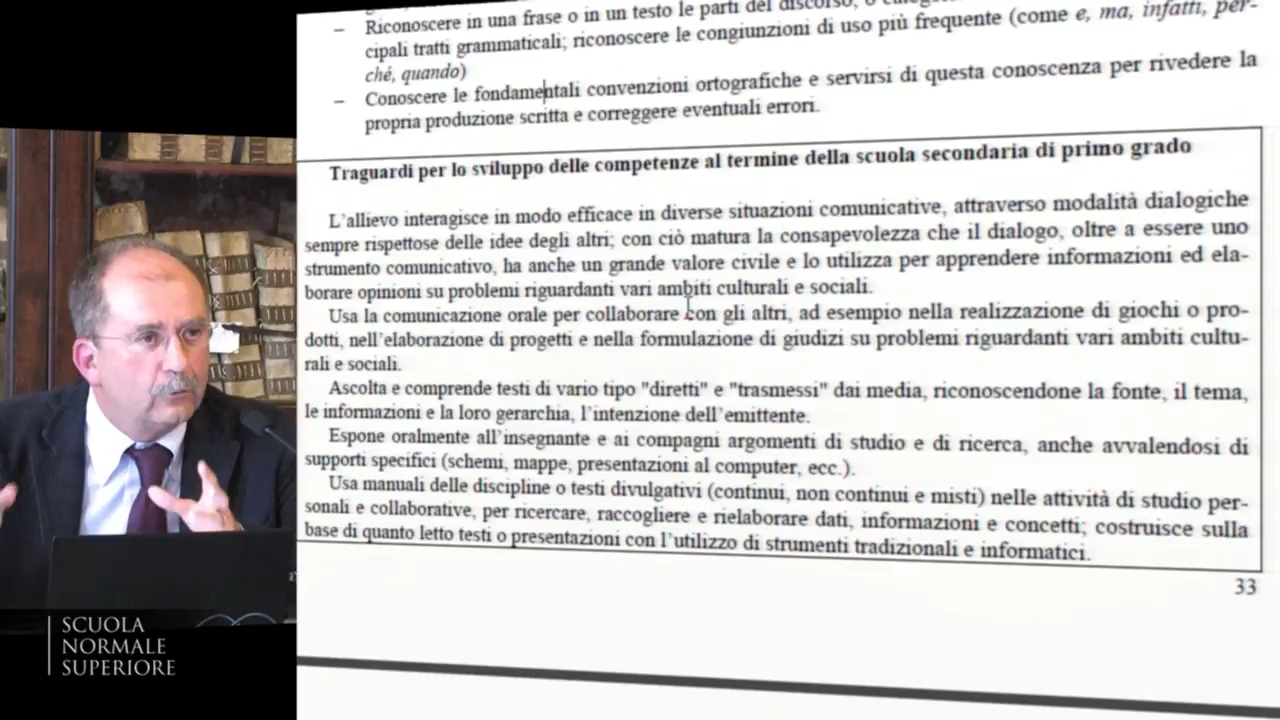 Riconoscere in una frase o in un testo le parti del discorso, o
cipali tratti grammaticali; riconoscere le congiunzioni di uso più frequente (come e, ma, infatti, per-
ché, quando)
– Conoscere le fondamentali convenzioni ortografiche e servirsi di questa conoscenza per rivedere la
propria produzione scritta e correggere eventuali errori.
Traguardi per lo sviluppo delle competenze al termine della scuola secondaria di primo grado
L'allievo interagisce in modo efficace in diverse situazioni comunicative, attraverso modalità dialogiche
sempre rispettose delle idee degli altri; con ciò matura la consapevolezza che il dialogo, oltre a essere uno
strumento comunicativo, ha anche un grande valore civile e lo utilizza per apprendere informazioni ed ela-
borare opinioni su problemi riguardanti vari ambiti culturali e sociali.
Usa la comunicazione orale per collaborare con gli altri, ad esempio nella realizzazione di giochi o pro-
dotti, nell'elaborazione di progetti e nella formulazione di giudizi su problemi riguardanti vari ambiti cultu-
rali e sociali.
Ascolta e comprende testi di vario tipo "diretti" e "trasmessi" dai media, riconoscendone la fonte, il tema,
le informazioni e la loro gerarchia, l'intenzione dell'emittente.
Espone oralmente all'insegnante e ai compagni argomenti di studio e di ricerca, anche avvalendosi di
supporti specifici (schemi, mappe, presentazioni al computer, ecc.).
Usa manuali delle discipline o testi divulgativi (continui, non continui e misti) nelle attività di studio per-
sonali e collaborative, per ricercare, raccogliere e rielaborare dati, informazioni e concetti; costruisce sulla
base di quanto letto testi o presentazioni con l'utilizzo di strumenti tradizionali e informatici.
33
SCUOLA
NORMALE
SUPERIORE